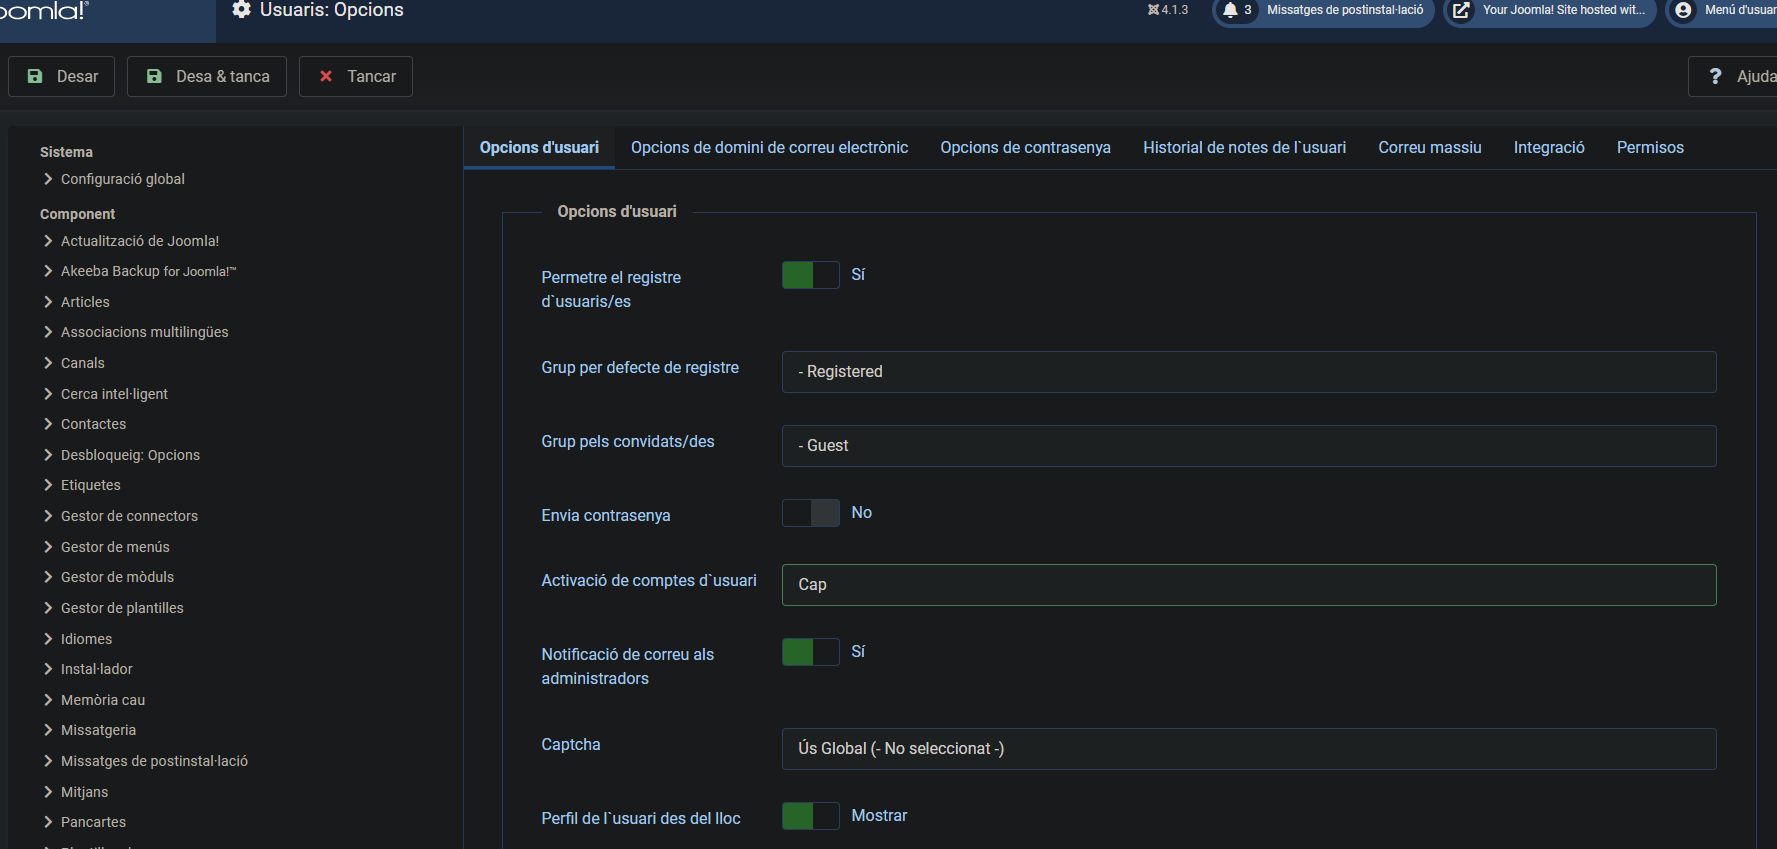 oomla!®
Usuaris: Opcions
4.1.3
3 Missatges de postinstal·lació
Your Joomla! Site hosted wit...
Menú d'usuar
Desar
Desa & tanca
Tancar
? Ajuda
Sistema
Configuració global
Component
Actualització de Joomla!
Akeeba Backup for Joomla!™
Articles
Associacions multilingües
Canals
Cerca intel·ligent
Contactes
Desbloqueig: Opcions
Etiquetes
Gestor de connectors
Gestor de menús
Gestor de mòduls
Gestor de plantilles
Idiomes
Instal·lador
Memòria cau
Missatgeria
Missatges de postinstal·lació
Mitjans
Pancartes
Opcions d'usuari
Opcions de domini de correu electrònic
Opcions de contrasenya
Historial de notes de l`usuari
Correu massiu
Integració
Permisos
Opcions d'usuari
Permetre el registre
d`usuaris/es
Sí
Grup per defecte de registre
- Registered
Grup pels convidats/des
- Guest
Envia contrasenya
No
Activació de comptes d`usuari
Cap
Notificació de correu als
administradors
Sí
Captcha
Ús Global (- No seleccionat -)
Perfil de l`usuari des del lloc
Mostrar